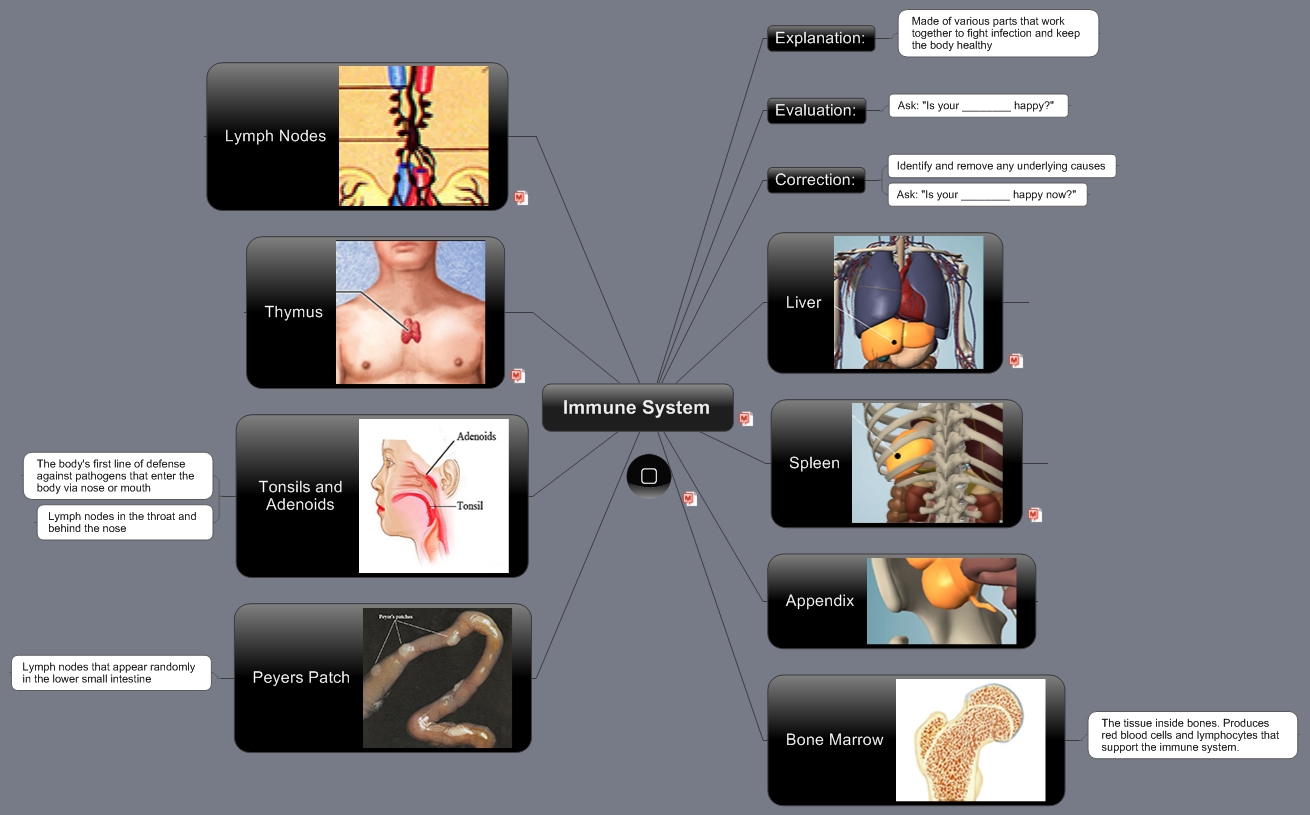 Explanation:
Made of various parts that work
together to fight infection and keep
the body healthy
Evaluation:
Ask: "Is your ________ happy?"
Correction:
Identify and remove any underlying causes
Ask: "Is your ________ happy now?"
Lymph Nodes
Thymus
Liver
Immune System
Tonsils and
Adenoids
Adenoids
Tonsil
The body's first line of defense
against pathogens that enter the
body via nose or mouth
Lymph nodes in the throat and
behind the nose
Spleen
Appendix
Peyers Patch
Peyer's patches
Lymph nodes that appear randomly
in the lower small intestine
Bone Marrow
The tissue inside bones. Produces
red blood cells and lymphocytes that
support the immune system.